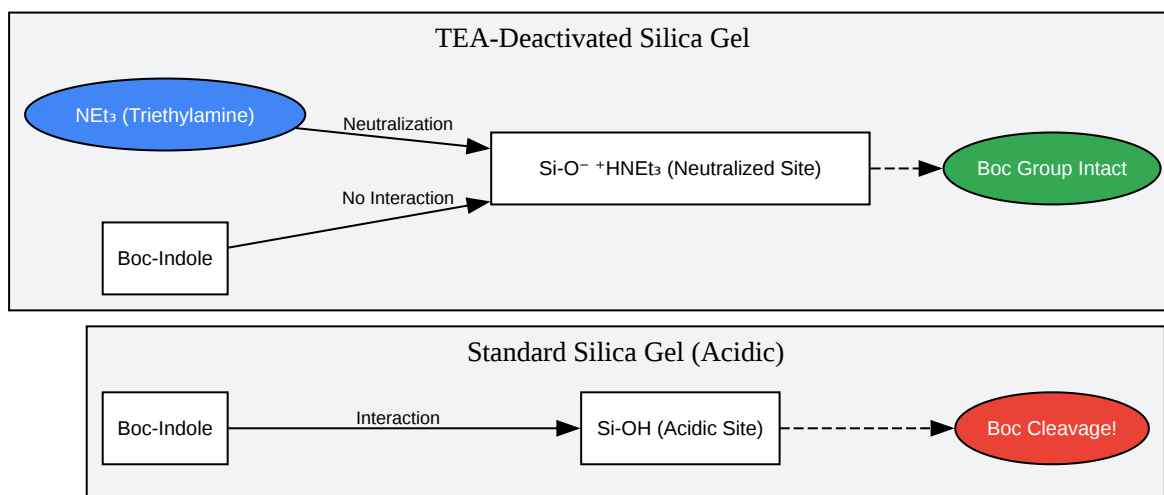 TEA-Deactivated Silica Gel
NEt₃ (Triethylamine)
Neutralization
Si-O⁻ ⁺HNEt₃ (Neutralized Site)
Boc Group Intact
No Interaction
Boc-Indole
Standard Silica Gel (Acidic)
Boc-Indole
Interaction
Si-OH (Acidic Site)
Boc Cleavage!